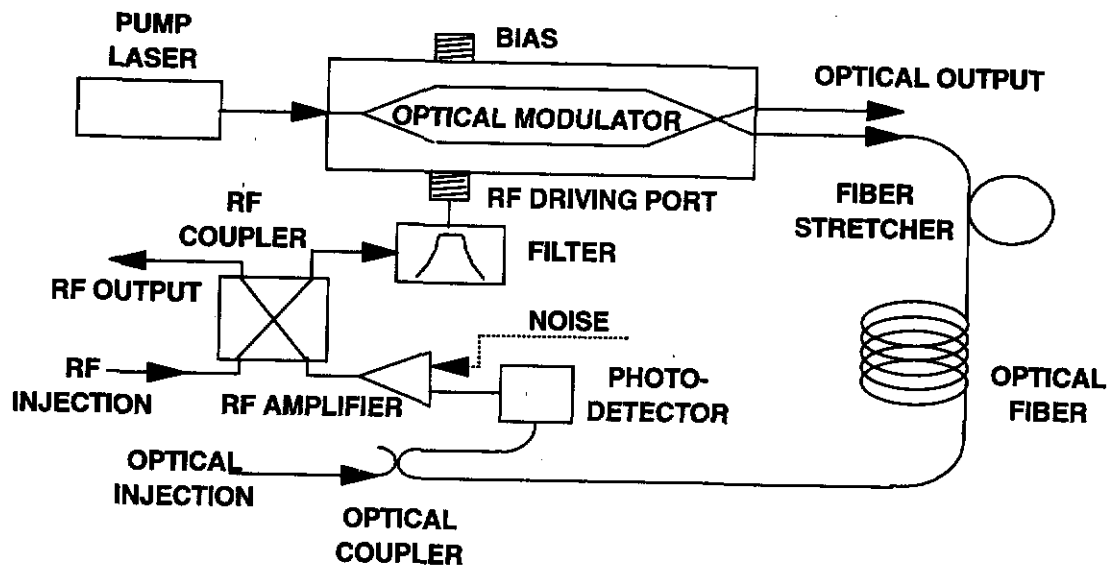 PUMP
LASER
BIAS
OPTICAL OUTPUT
OPTICAL MODULATOR
RF
COUPLER
RF DRIVING PORT
FIBER
STRETCHER
FILTER
RF OUTPUT
NOISE
RF
INJECTION
RF AMPLIFIER
PHOTO-
DETECTOR
OPTICAL
FIBER
OPTICAL
INJECTION
OPTICAL
COUPLER